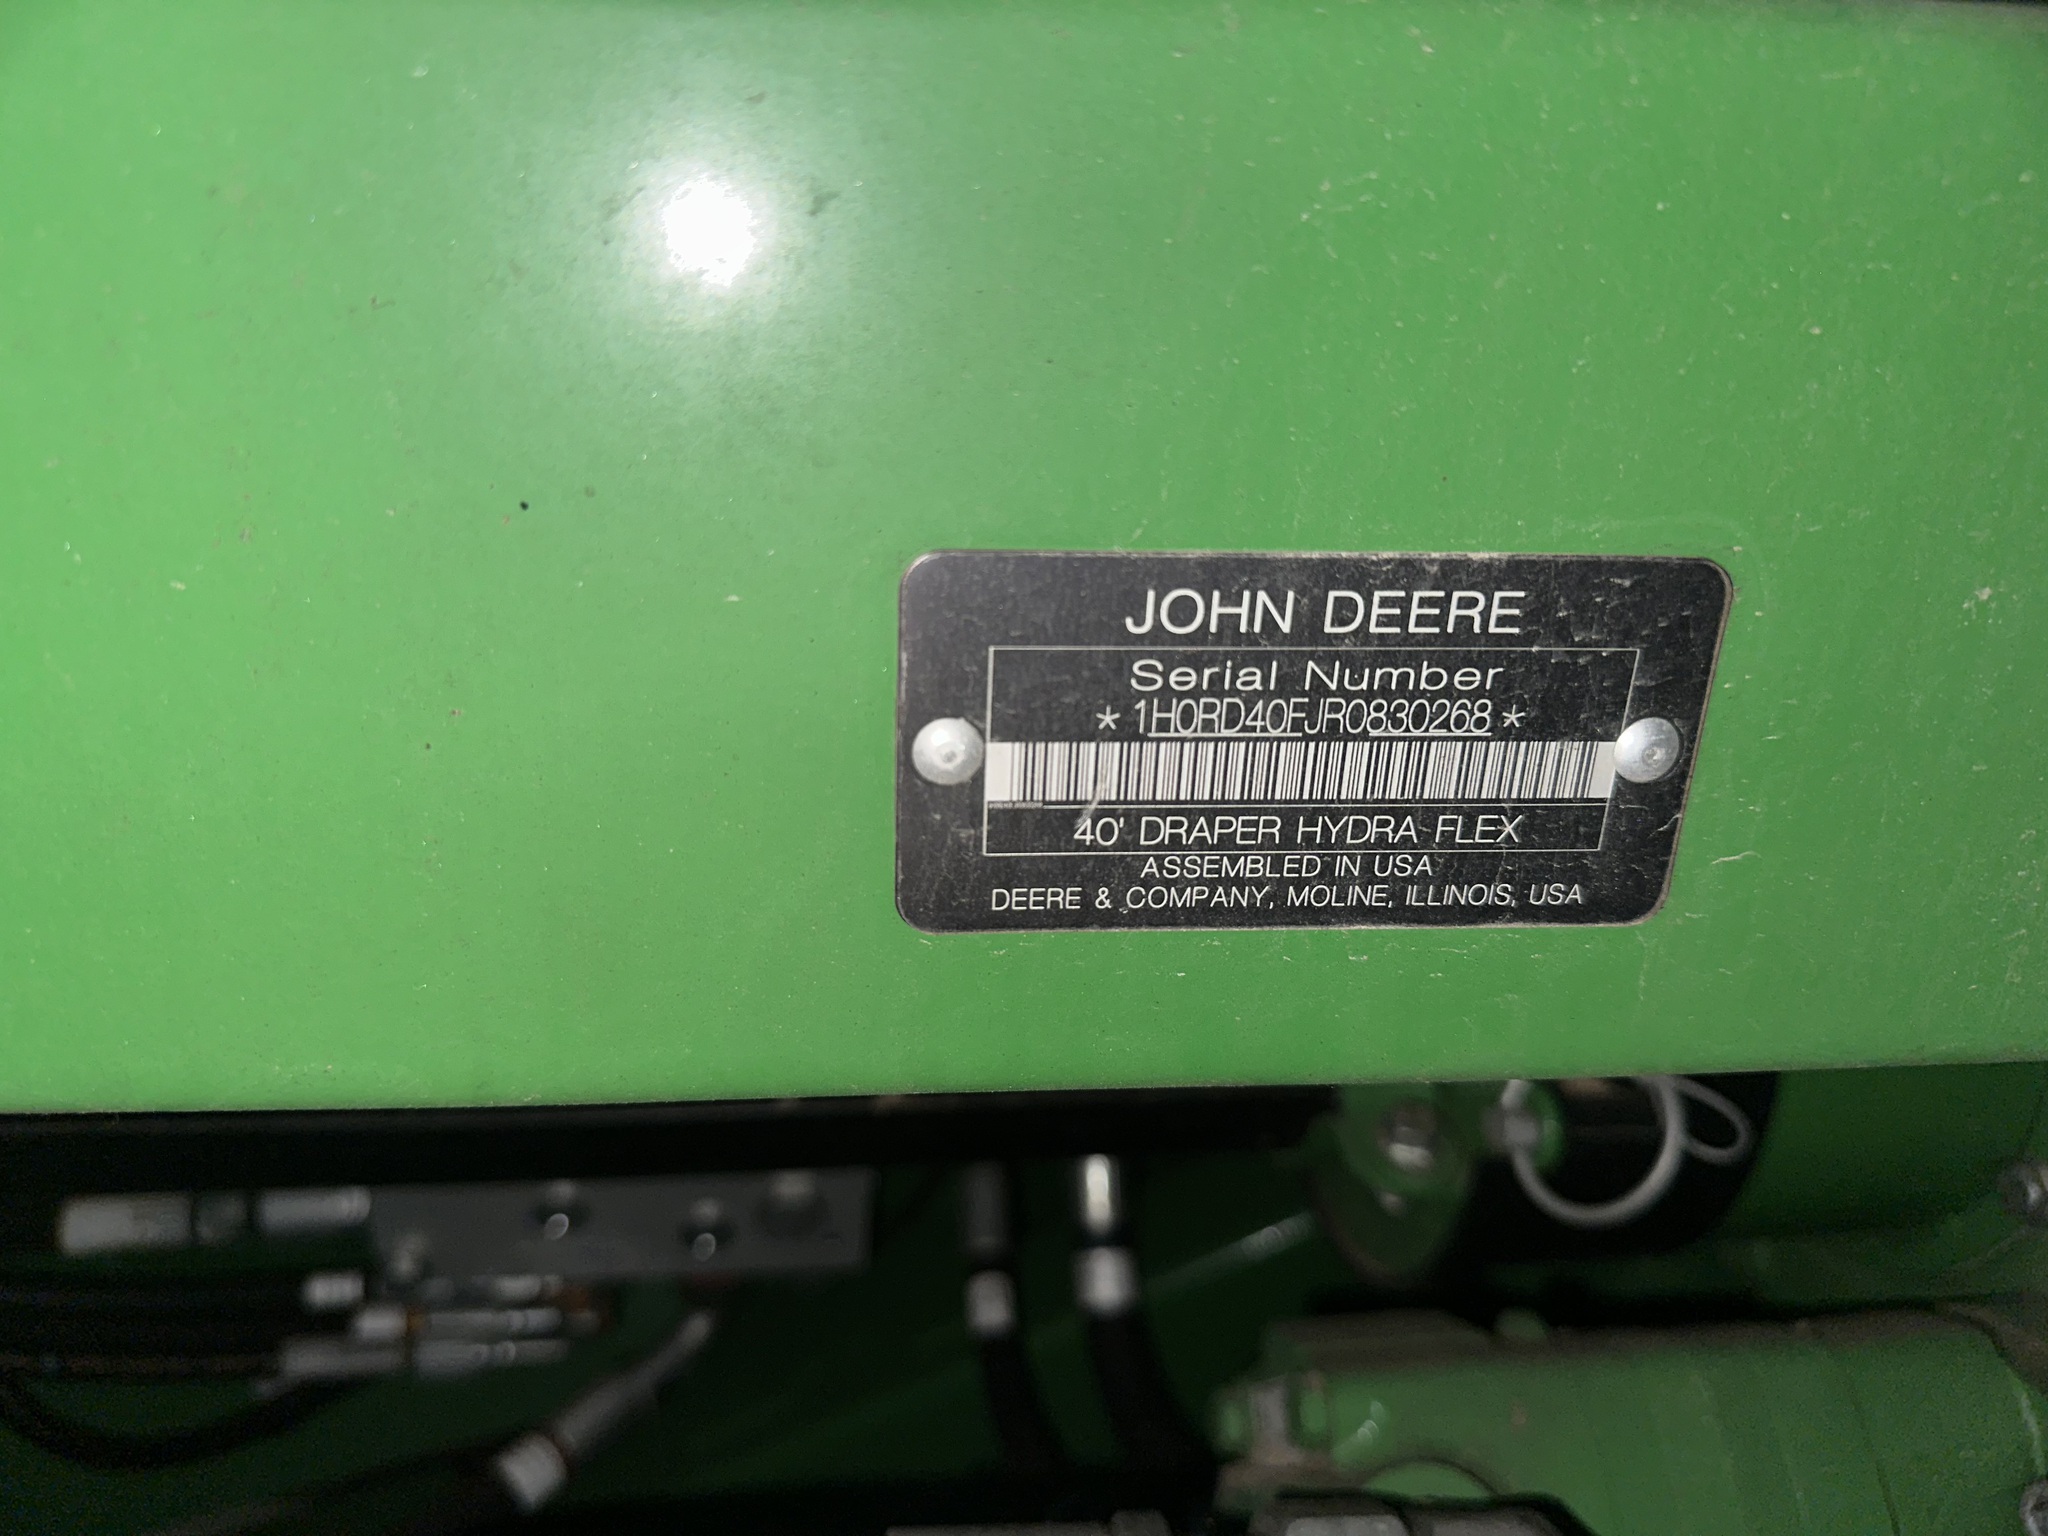 JOHN DEERE
Serial Number
* 1H0RD40FJR0830268 *
40' DRAPER HYDRA FLEX
ASSEMBLED IN USA
DEERE & COMPANY, MOLINE, ILLINOIS, USA